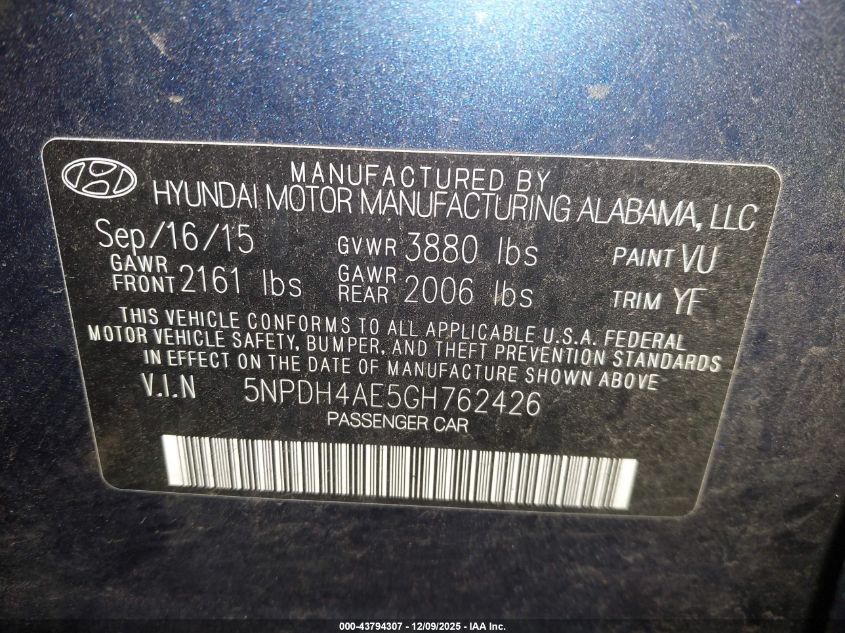 MANUFACTURED BY
HYUNDAI MOTOR MANUFACTURING ALABAMA, LLC
Sep/16/15 GVWR 3880 lbs PAINT VU
GAWR FRONT 2161 lbs GAWR REAR 2006 lbs TRIM YF
THIS VEHICLE CONFORMS TO ALL APPLICABLE U.S.A. FEDERAL
MOTOR VEHICLE SAFETY, BUMPER, AND THEFT PREVENTION STANDARDS
IN EFFECT ON THE DATE OF MANUFACTURE SHOWN ABOVE
V.I.N 5NPDH4AE5GH762426
PASSENGER CAR
000-43794307 - 12/09/2025 - IAA Inc.